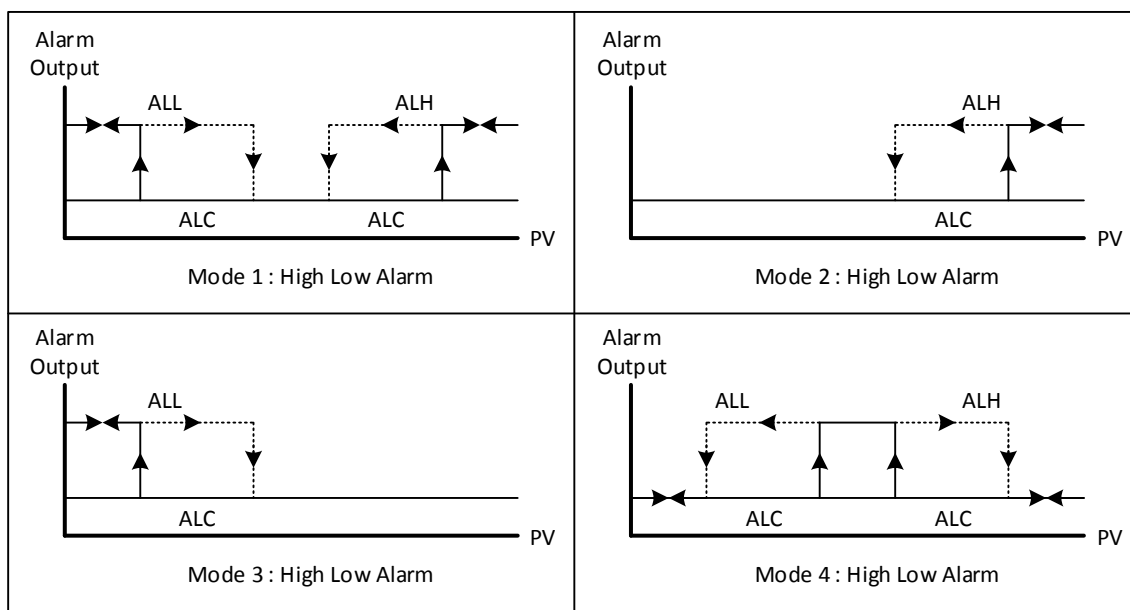 Alarm
Output
ALL
ALH
ALC
ALC
PV
Mode 1 : High Low Alarm
Alarm
Output
ALH
ALC
PV
Mode 2 : High Low Alarm
Alarm
Output
ALL
ALC
PV
Mode 3 : High Low Alarm
Alarm
Output
ALL
ALH
ALC
ALC
PV
Mode 4 : High Low Alarm